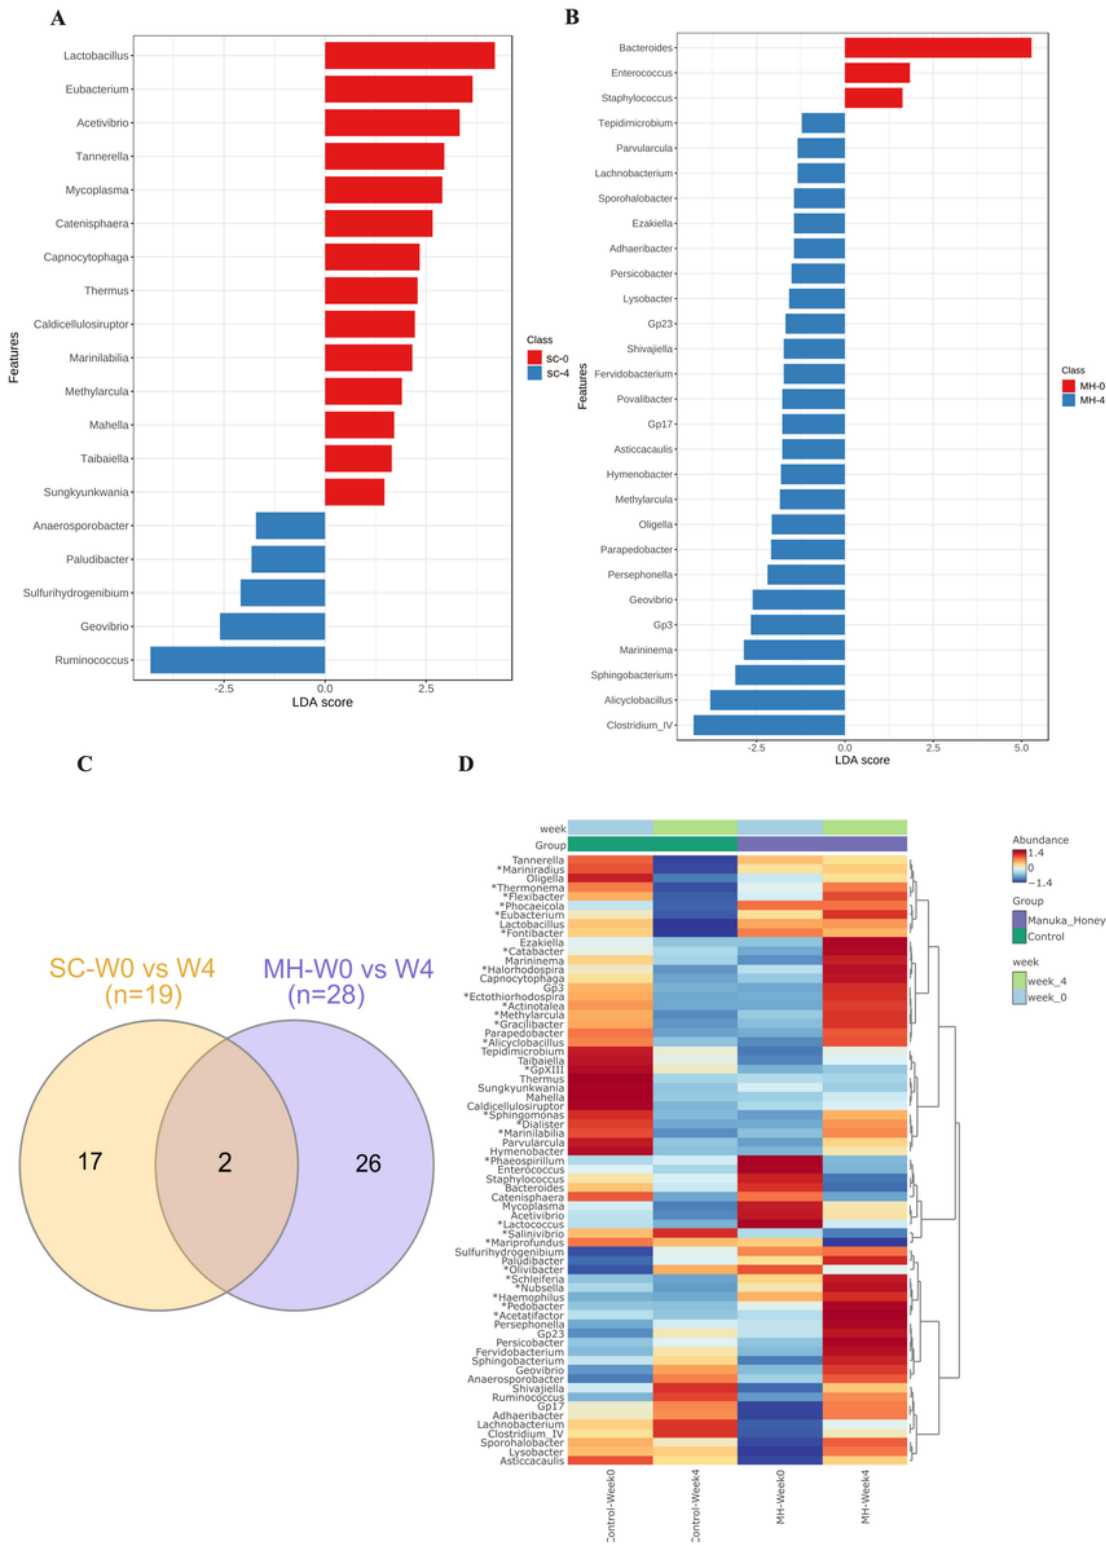 A
Lactobacillus
Eubacterium
Acetivibrio
Tannerella
Mycoplasma
Catenisphaera
Capnocytophaga
Thermus
Caldicellulosiruptor
Marinilabilia
Methylarcula
Mahella
Taibaiella
Sungkyunkwania
Anaerosporobacter
Paludibacter
Sulfurihydrogenibium
Geovibrio
Ruminococcus
Features
-2.5 0.0 2.5
LDA score
Class
SC-0
SC-4
B
Bacteroides
Enterococcus
Staphylococcus
Tepidimicrobium
Parvularcula
Lachnobacterium
Sporohalobacter
Ezakiella
Adhaeribacter
Persicobacter
Lysobacter
Gp23
Shivajiella
Fervidobacterium
Povalibacter
Gp17
Asticcacaulis
Hymenobacter
Methylarcula
Oligella
Parapedobacter
Persephonella
Geovibrio
Gp3
Marininema
Sphingobacterium
Alicyclobacillus
Clostridium_IV
Features
-2.5 0.0 2.5 5.0
LDA score
Class
MH-0
MH-4
C
SC-W0 vs W4
(n=19)
MH-W0 vs W4
(n=28)
17
2
26
D
week
Group
Tannerella
*Mariniradius
Oligella
*Thermonema
*Flexibacter
*Phocaeicola
*Eubacterium
Lactobacillus
*Fontibacter
Ezakiella
*Catabacter
Marininema
*Halorhodospira
Capnocytophaga
Gp3
*Ectothiorhodospira
*Actinotalea
*Methylarcula
*Gracilibacter
Parapedobacter
*Alicyclobacillus
Tepidimicrobium
Taibaiella
*GpXIII
Thermus
Sungkyunkwania
Mahella
Caldicellulosiruptor
*Sphingomonas
*Dialister
*Marinilabilia
Parvularcula
Hymenobacter
*Phaeospirillum
Enterococcus
Staphylococcus
Bacteroides
Catenisphaera
Mycoplasma
Acetivibrio
*Lactococcus
*Salinivibrio
*Mariprofundus
Sulfurihydrogenibium
Paludibacter
*Olivibacter
*Schleiferia
*Nubsella
*Haemophilus
*Pedobacter
*Acetatifactor
Persephonella
Gp23
Persicobacter
Fervidobacterium
Sphingobacterium
Geovibrio
Anaerosporobacter
Shivajiella
Ruminococcus
Gp17
Adhaeribacter
Lachnobacterium
Clostridium_IV
Sporohalobacter
Lysobacter
Asticcacaulis
Control-Week0
Control-Week4
MH-Week0
MH-Week4
Abundance
1.4
0
−1.4
Group
Manuka_Honey
Control
week
week_4
week_0